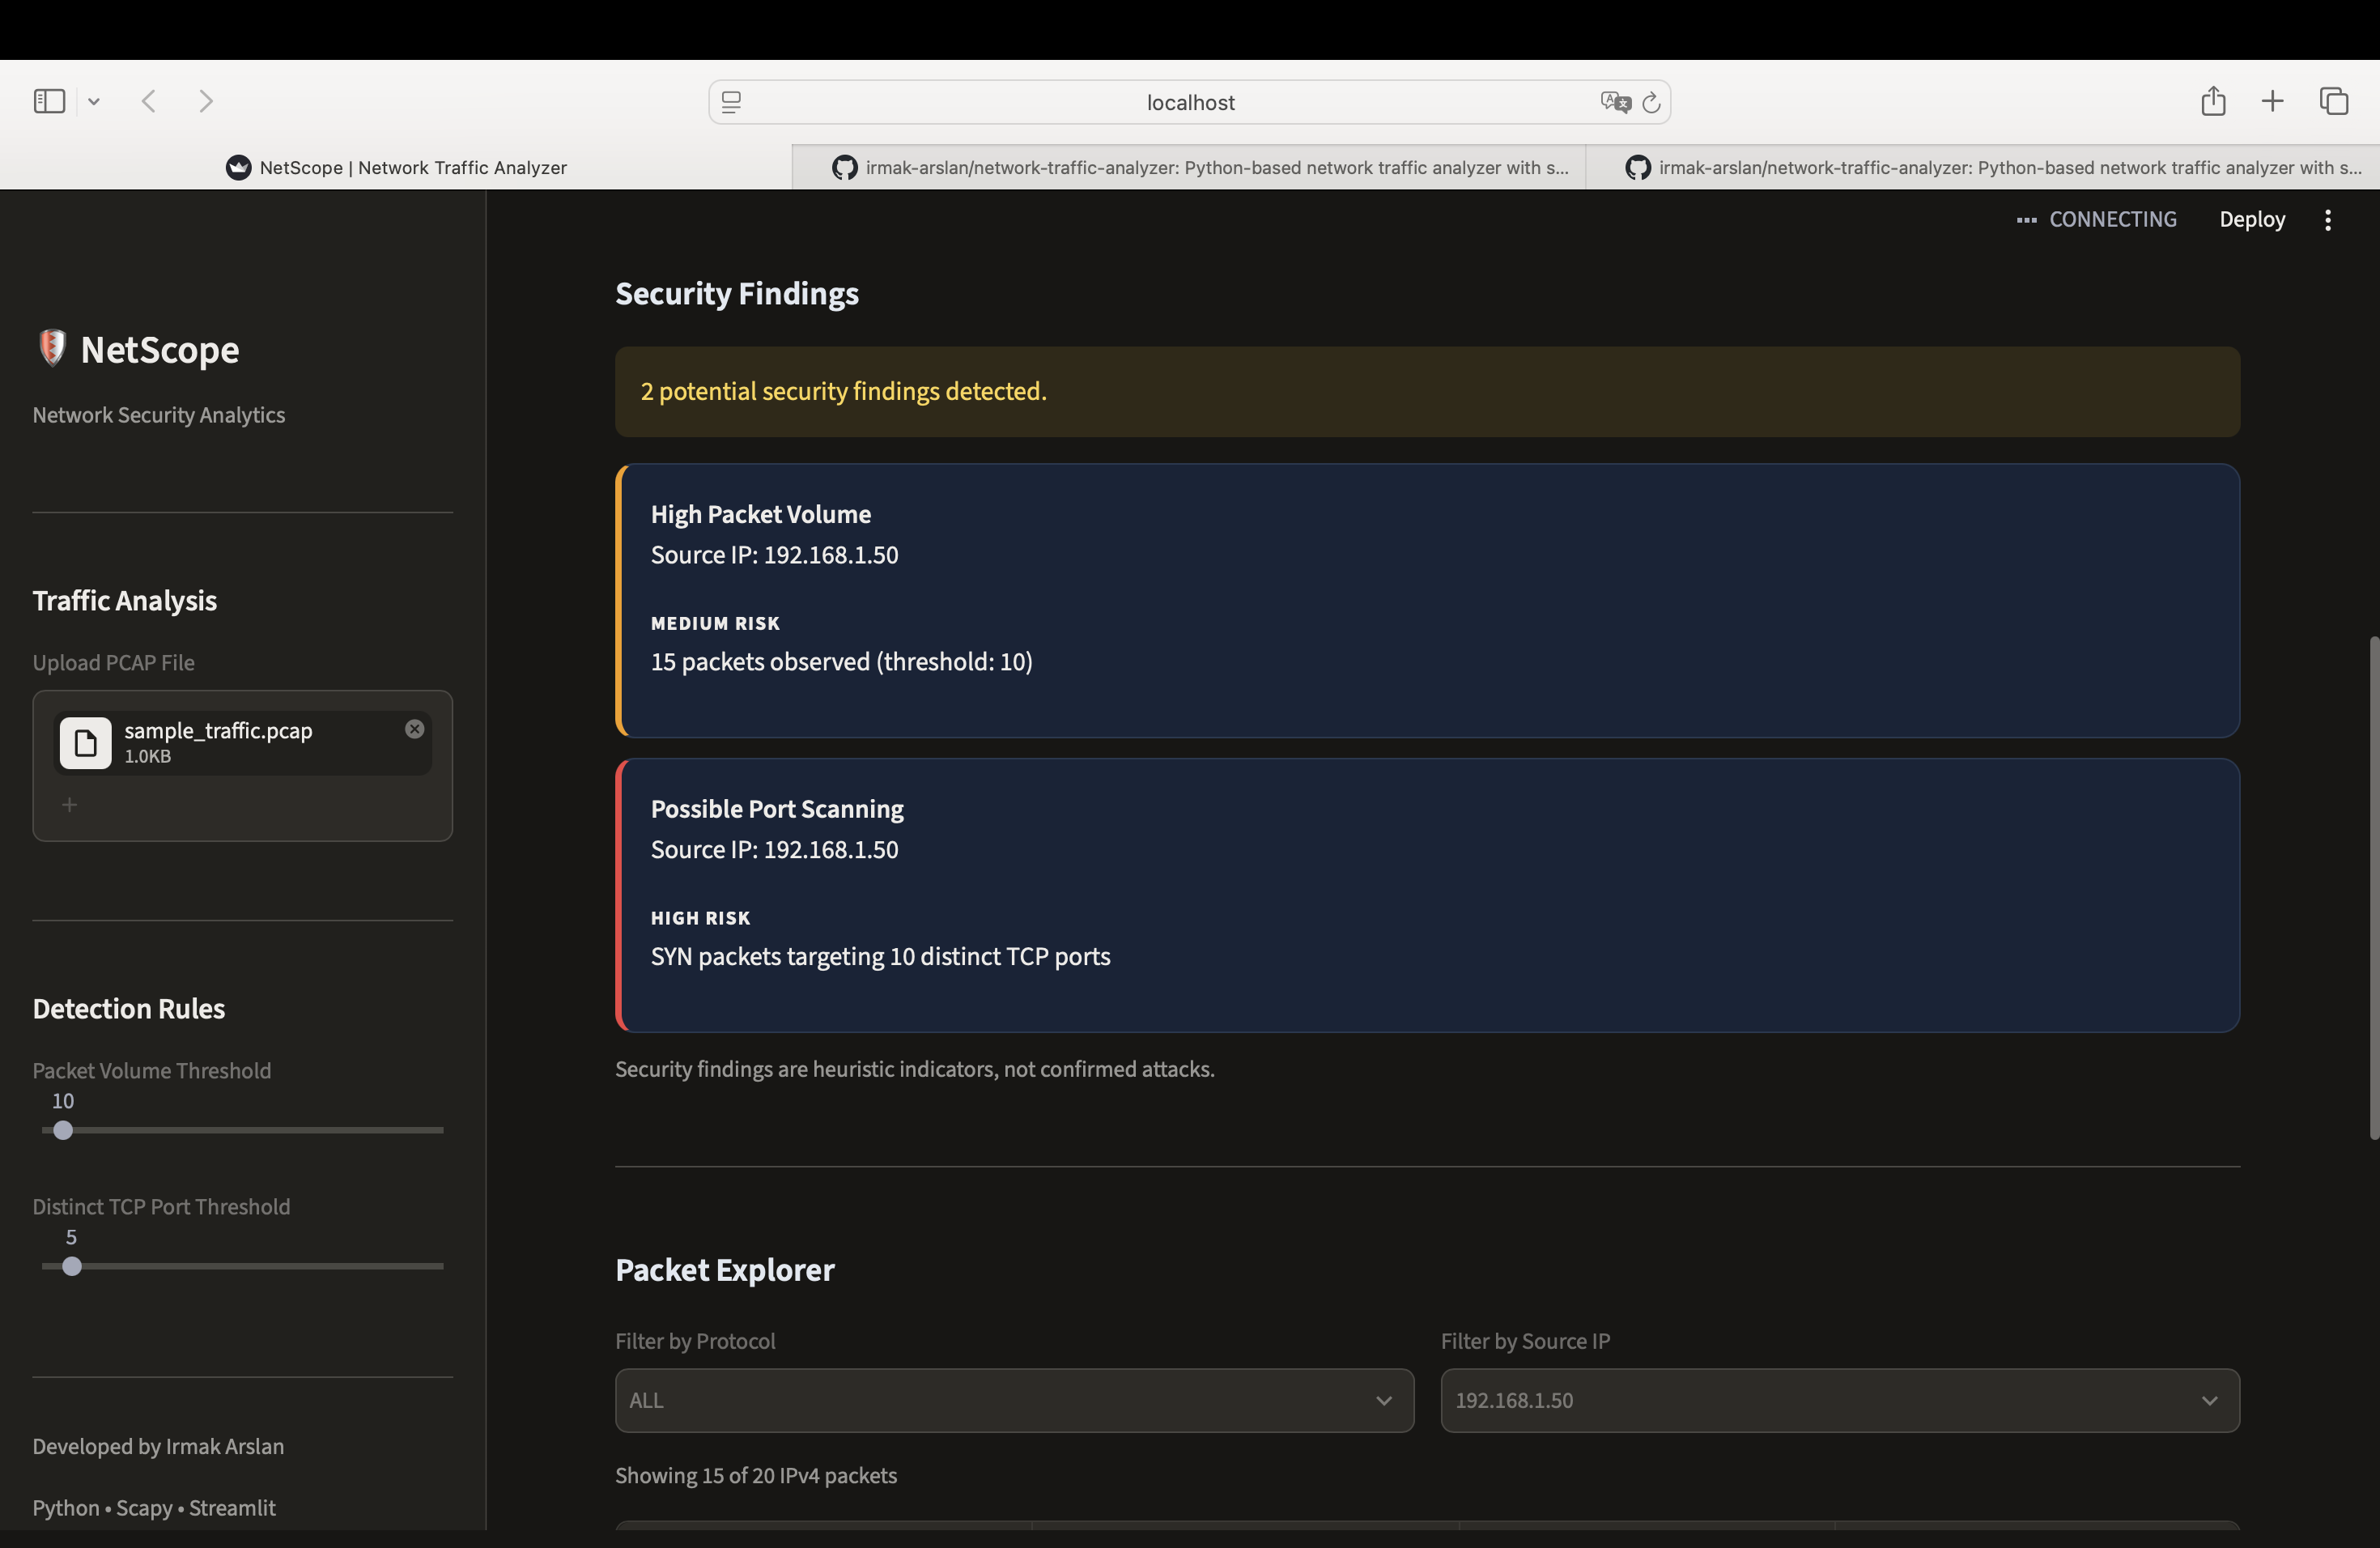 localhost
NetScope | Network Traffic Analyzer
irmak-arslan/network-traffic-analyzer: Python-based network traffic analyzer with s...
irmak-arslan/network-traffic-analyzer: Python-based network traffic analyzer with s...
CONNECTING
Deploy
NetScope
Network Security Analytics
Traffic Analysis
Upload PCAP File
sample_traffic.pcap
1.0KB
Detection Rules
Packet Volume Threshold
10
Distinct TCP Port Threshold
5
Developed by Irmak Arslan
Python • Scapy • Streamlit
Security Findings
2 potential security findings detected.
High Packet Volume
Source IP: 192.168.1.50
MEDIUM RISK
15 packets observed (threshold: 10)
Possible Port Scanning
Source IP: 192.168.1.50
HIGH RISK
SYN packets targeting 10 distinct TCP ports
Security findings are heuristic indicators, not confirmed attacks.
Packet Explorer
Filter by Protocol
ALL
Filter by Source IP
192.168.1.50
Showing 15 of 20 IPv4 packets